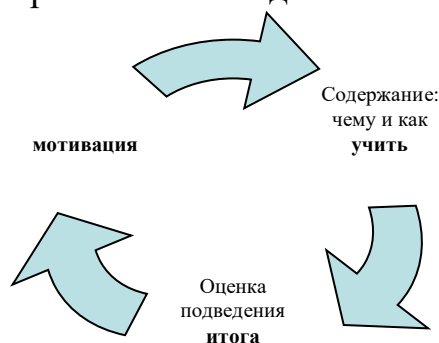 Содержание:
чему и как
учить
мотивация
Оценка
подведения
итога